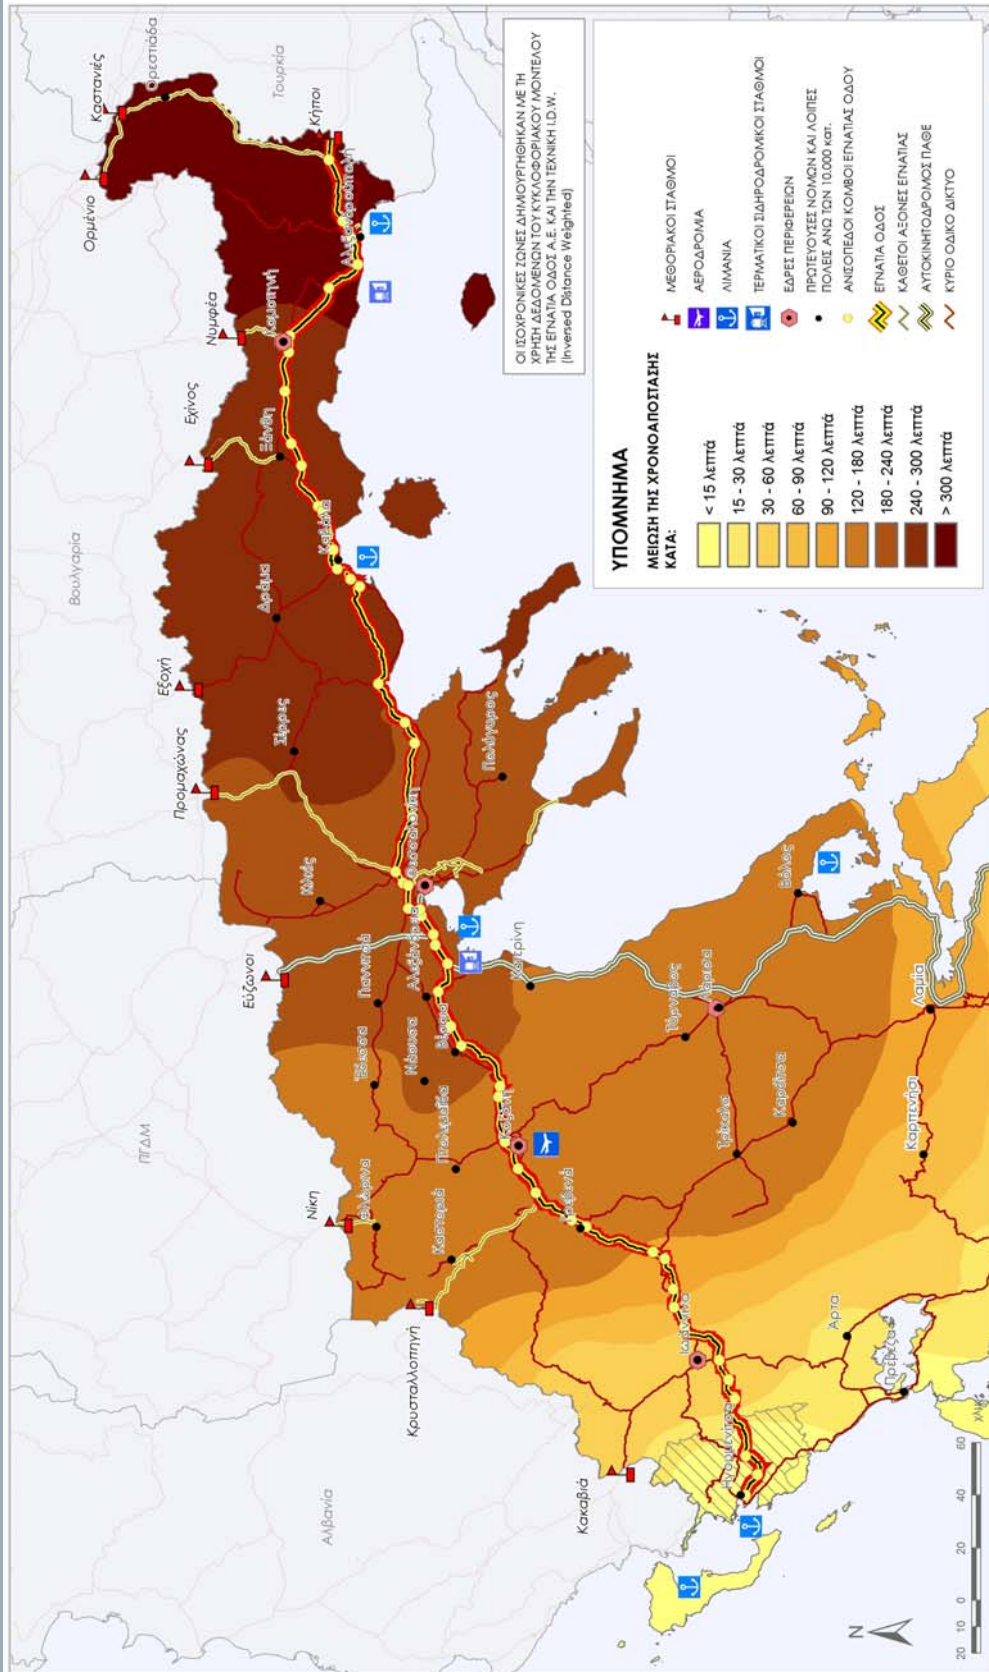 Καστανιές
Ορεστιάδα
Ορμένιο
Τουρκία
Κήποι
Αλεξανδρούπολη
Νυμφέα
Κομοτηνή
Εχίνος
Ξάνθη
Βουλγαρία
Καβάλα
Δράμα
Εξοχή
Σέρρες
Προμαχώνας
Πολύγυρος
Θεσσαλονίκη
Κιλκίς
Εύζωνοι
Γιαννιτσά
Αλεξάνδρεια
Κατερίνη
Έδεσσα
Νάουσα
Βέροια
ΠΓΔΜ
Πτολεμαΐδα
Κοζάνη
Νίκη
Φλώρινα
Καστοριά
Γρεβενά
Κρυσταλλοπηγή
Αλβανία
Κακαβιά
Ιωάννινα
Ηγουμενίτσα
Άρτα
Πρέβεζα
Τύρναβος
Λάρισα
Τρίκαλα
Καρδίτσα
Βόλος
Λαμία
Καρπενήσι
ΟΙ ΙΣΟΧΡΟΝΙΚΕΣ ΖΩΝΕΣ ΔΗΜΙΟΥΡΓΗΘΗΚΑΝ ΜΕ ΤΗ
ΧΡΗΣΗ ΔΕΔΟΜΕΝΩΝ ΤΟΥ ΚΥΚΛΟΦΟΡΙΑΚΟΥ ΜΟΝΤΕΛΟΥ
ΤΗΣ ΕΓΝΑΤΙΑ ΟΔΟΣ Α.Ε. ΚΑΙ ΤΗΝ ΤΕΧΝΙΚΗ I.D.W.
(Inversed Distance Weighted)
ΥΠΟΜΝΗΜΑ
ΜΕΙΩΣΗ ΤΗΣ ΧΡΟΝΟΑΠΟΣΤΑΣΗΣ
ΚΑΤΑ:
< 15 λεπτά
15 - 30 λεπτά
30 - 60 λεπτά
60 - 90 λεπτά
90 - 120 λεπτά
120 - 180 λεπτά
180 - 240 λεπτά
240 - 300 λεπτά
> 300 λεπτά
ΜΕΘΟΡΙΑΚΟΙ ΣΤΑΘΜΟΙ
ΑΕΡΟΔΡΟΜΙΑ
ΛΙΜΑΝΙΑ
ΤΕΡΜΑΤΙΚΟΙ ΣΙΔΗΡΟΔΡΟΜΙΚΟΙ ΣΤΑΘΜΟΙ
ΕΔΡΕΣ ΠΕΡΙΦΕΡΕΙΩΝ
ΠΡΩΤΕΥΟΥΣΕΣ ΝΟΜΩΝ ΚΑΙ ΛΟΙΠΕΣ
ΠΟΛΕΙΣ ΑΝΩ ΤΩΝ 10.000 κατ.
ΑΝΙΣΟΠΕΔΟΙ ΚΟΜΒΟΙ ΕΓΝΑΤΙΑΣ ΟΔΟΥ
ΕΓΝΑΤΙΑ ΟΔΟΣ
ΚΑΘΕΤΟΙ ΑΞΟΝΕΣ ΕΓΝΑΤΙΑΣ
ΑΥΤΟΚΙΝΗΤΟΔΡΟΜΟΣ ΠΑΘΕ
ΚΥΡΙΟ ΟΔΙΚΟ ΔΙΚΤΥΟ
N
20 10 0 20 40 60
ΧΛΜ